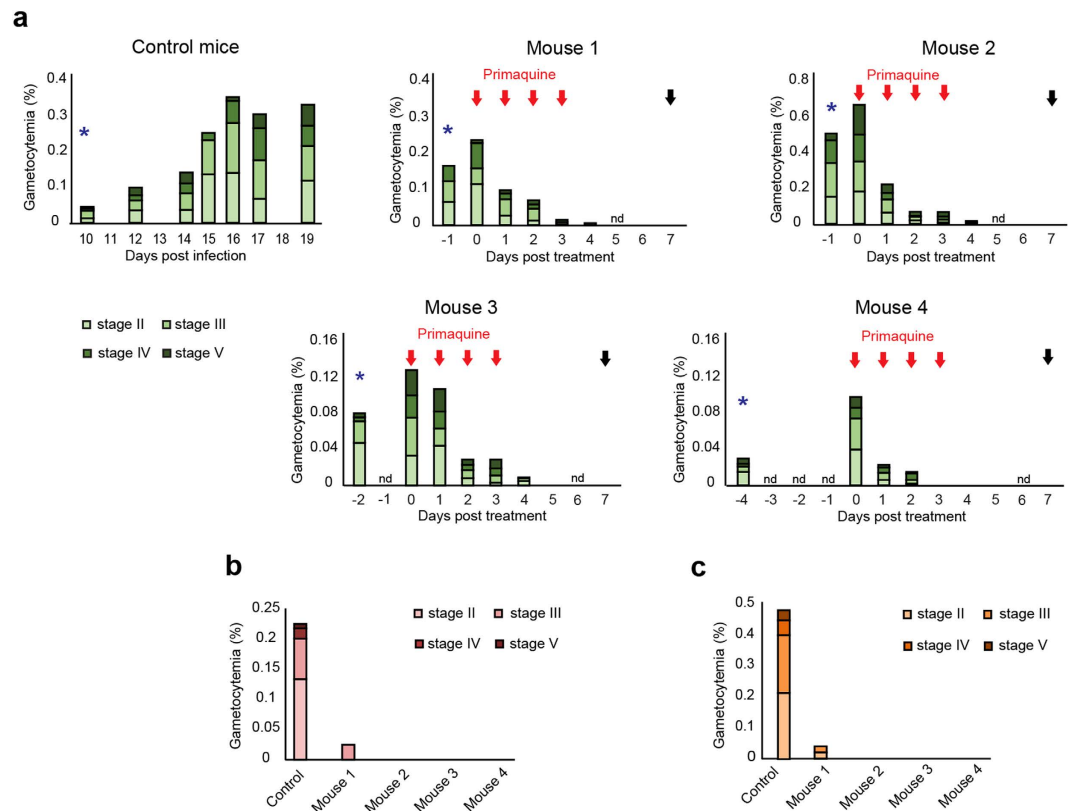 a
Control mice
Gametocytemia (%)
0.4
0.3
0.2
0.1
0
*
10 11 12 13 14 15 16 17 18 19
Days post infection
Mouse 1
Gametocytemia (%)
0.4
0.3
0.2
0.1
0
Primaquine
*
nd
-1 0 1 2 3 4 5 6 7
Days post treatment
Mouse 2
Gametocytemia (%)
0.8
0.6
0.4
0.2
0
Primaquine
*
nd
-1 0 1 2 3 4 5 6 7
Days post treatment
stage II stage III
stage IV stage V
Mouse 3
Gametocytemia (%)
0.16
0.12
0.08
0.04
0
Primaquine
*
nd nd
-2 -1 0 1 2 3 4 5 6 7
Days post treatment
Mouse 4
Gametocytemia (%)
0.16
0.12
0.08
0.04
0
Primaquine
*
nd nd nd nd
-4 -3 -2 -1 0 1 2 3 4 5 6 7
Days post treatment
b
Gametocytemia (%)
0.25
0.2
0.15
0.1
0.05
0
stage II stage III
stage IV stage V
Control Mouse 1 Mouse 2 Mouse 3 Mouse 4
c
Gametocytemia (%)
0.5
0.4
0.3
0.2
0.1
0
stage II stage III
stage IV stage V
Control Mouse 1 Mouse 2 Mouse 3 Mouse 4